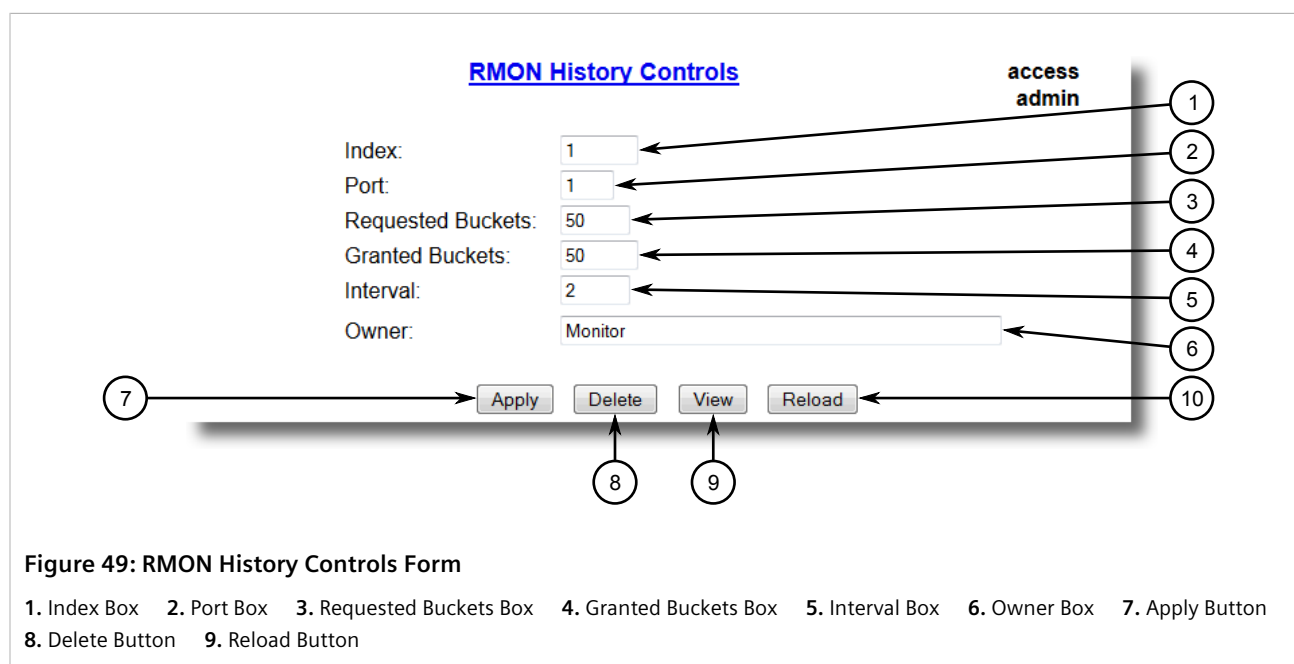 RMON History Controls
access
admin
1
Index: 1
2
Port: 1
3
Requested Buckets: 50
Granted Buckets: 50
4
Interval: 2
5
Owner: Monitor
6
7
Apply Delete View Reload
10
8 9
Figure 49: RMON History Controls Form
1. Index Box 2. Port Box 3. Requested Buckets Box 4. Granted Buckets Box 5. Interval Box 6. Owner Box 7. Apply Button
8. Delete Button 9. Reload Button